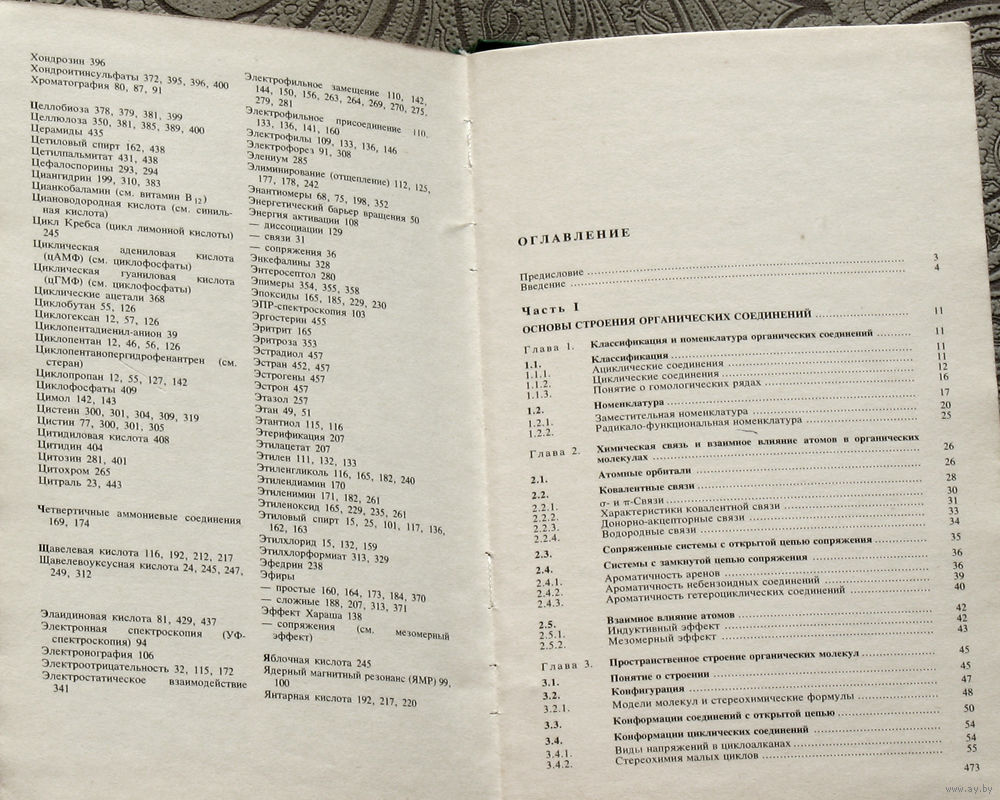 Хондрозин 396
Хондроитинсульфаты 372, 395, 396, 400
Хроматография 80, 87, 91
Целлобиоза 378, 379, 381, 399
Целлюлоза 350, 381, 385, 389, 400
Церамиды 435
Цетиловый спирт 162, 438
Цетилпальмитат 431, 438
Цефалоспорины 293, 294
Циангидрин 199, 310, 383
Цианкобаламин (см. витамин B12)
Циановодородная кислота (см. синиль-
ная кислота)
Цикл Кребса (цикл лимонной кислоты)
245
Циклическая адениловая кислота
(цАМФ) (см. циклофосфаты)
Циклическая гуаниловая кислота
(цГМФ) (см. циклофосфаты)
Циклические ацетали 368
Циклобутан 55, 126
Циклогексан 12, 57, 126
Циклопентадиенил-анион 39
Циклопентан 12, 46, 56, 126
Циклопентанопергидрофенантрен (см.
стеран)
Циклопропан 12, 55, 127, 142
Циклофосфаты 409
Цимол 142, 143
Цистеин 300, 301, 304, 309, 319
Цистин 77, 300, 301, 305
Цитидиловая кислота 408
Цитидин 404
Цитозин 281, 401
Цитохром 265
Цитраль 23, 443
Четвертичные аммониевые соединения
169, 174
Щавелевая кислота 116, 192, 212, 217
Щавелевоуксусная кислота 24, 245, 247,
249, 312
Элаидиновая кислота 81, 429, 437
Электронная спектроскопия (УФ-
спектроскопия) 94
Электронография 106
Электроотрицательность 32, 115, 172
Электростатическое взаимодействие
341
Электрофильное замещение 110, 142,
144, 150, 156, 263, 264, 269, 270, 275,
279, 281
Электрофильное присоединение 110,
133, 136, 141, 160
Электрофилы 109, 133, 136, 146
Электрофорез 91, 308
Элениум 285
Элиминирование (отщепление) 112, 125,
177, 178, 242
Энантиомеры 68, 75, 198, 352
Энергетический барьер вращения 50
Энергия активации 108
— диссоциации 129
— связи 31
— сопряжения 36
Энкефалины 328
Энтеросептол 280
Эпимеры 354, 355, 358
Эпоксиды 165, 185, 229, 230
ЭПР-спектроскопия 103
Эргостерин 455
Эритрит 165
Эритроза 353
Эстрадиол 457
Эстран 452, 457
Эстрогены 457
Эстрон 457
Этазол 257
Этан 49, 51
Этантиол 115, 116
Этерификация 207
Этилацетат 207
Этилен 111, 132, 133
Этиленгликоль 116, 165, 182, 240
Этилендиамин 170
Этиленимин 171, 182, 261
Этиленоксид 165, 229, 235, 261
Этиловый спирт 15, 25, 101, 117, 136,
162, 163
Этилхлорид 15, 132, 159
Этилхлорформиат 313, 329
Эфедрин 238
Эфиры
— простые 160, 164, 173, 184, 370
— сложные 188, 207, 313, 371
Эффект Хараша 138
— сопряжения (см. мезомерный
эффект)
Яблочная кислота 245
Ядерный магнитный резонанс (ЯМР) 99,
100
Янтарная кислота 192, 217, 220
ОГЛАВЛЕНИЕ
Предисловие 3
Введение 4
Часть I
ОСНОВЫ СТРОЕНИЯ ОРГАНИЧЕСКИХ СОЕДИНЕНИЙ 11
Глава 1. Классификация и номенклатура органических соединений 11
1.1. Классификация 11
1.1.1. Ациклические соединения 11
1.1.2. Циклические соединения 12
1.1.3. Понятие о гомологических рядах 16
1.2. Номенклатура 17
1.2.1. Заместительная номенклатура 20
1.2.2. Радикало-функциональная номенклатура 25
Глава 2. Химическая связь и взаимное влияние атомов в органических
молекулах 26
2.1. Атомные орбитали 26
2.2. Ковалентные связи 28
2.2.1. σ- и π-Связи 30
2.2.2. Характеристики ковалентной связи 31
2.2.3. Донорно-акцепторные связи 33
2.2.4. Водородные связи 34
2.3. Сопряженные системы с открытой цепью сопряжения 35
2.4. Системы с замкнутой цепью сопряжения 36
2.4.1. Ароматичность аренов 36
2.4.2. Ароматичность небензоидных соединений 39
2.4.3. Ароматичность гетероциклических соединений 40
2.5. Взаимное влияние атомов 42
2.5.1. Индуктивный эффект 42
2.5.2. Мезомерный эффект 43
Глава 3. Пространственное строение органических молекул 45
3.1. Понятие о строении 45
3.2. Конфигурация 47
3.2.1. Модели молекул и стереохимические формулы 48
3.3. Конформации соединений с открытой цепью 50
3.4. Конформации циклических соединений 54
3.4.1. Виды напряжений в циклоалканах 54
3.4.2. Стереохимия малых циклов 55
473
www.ay.by